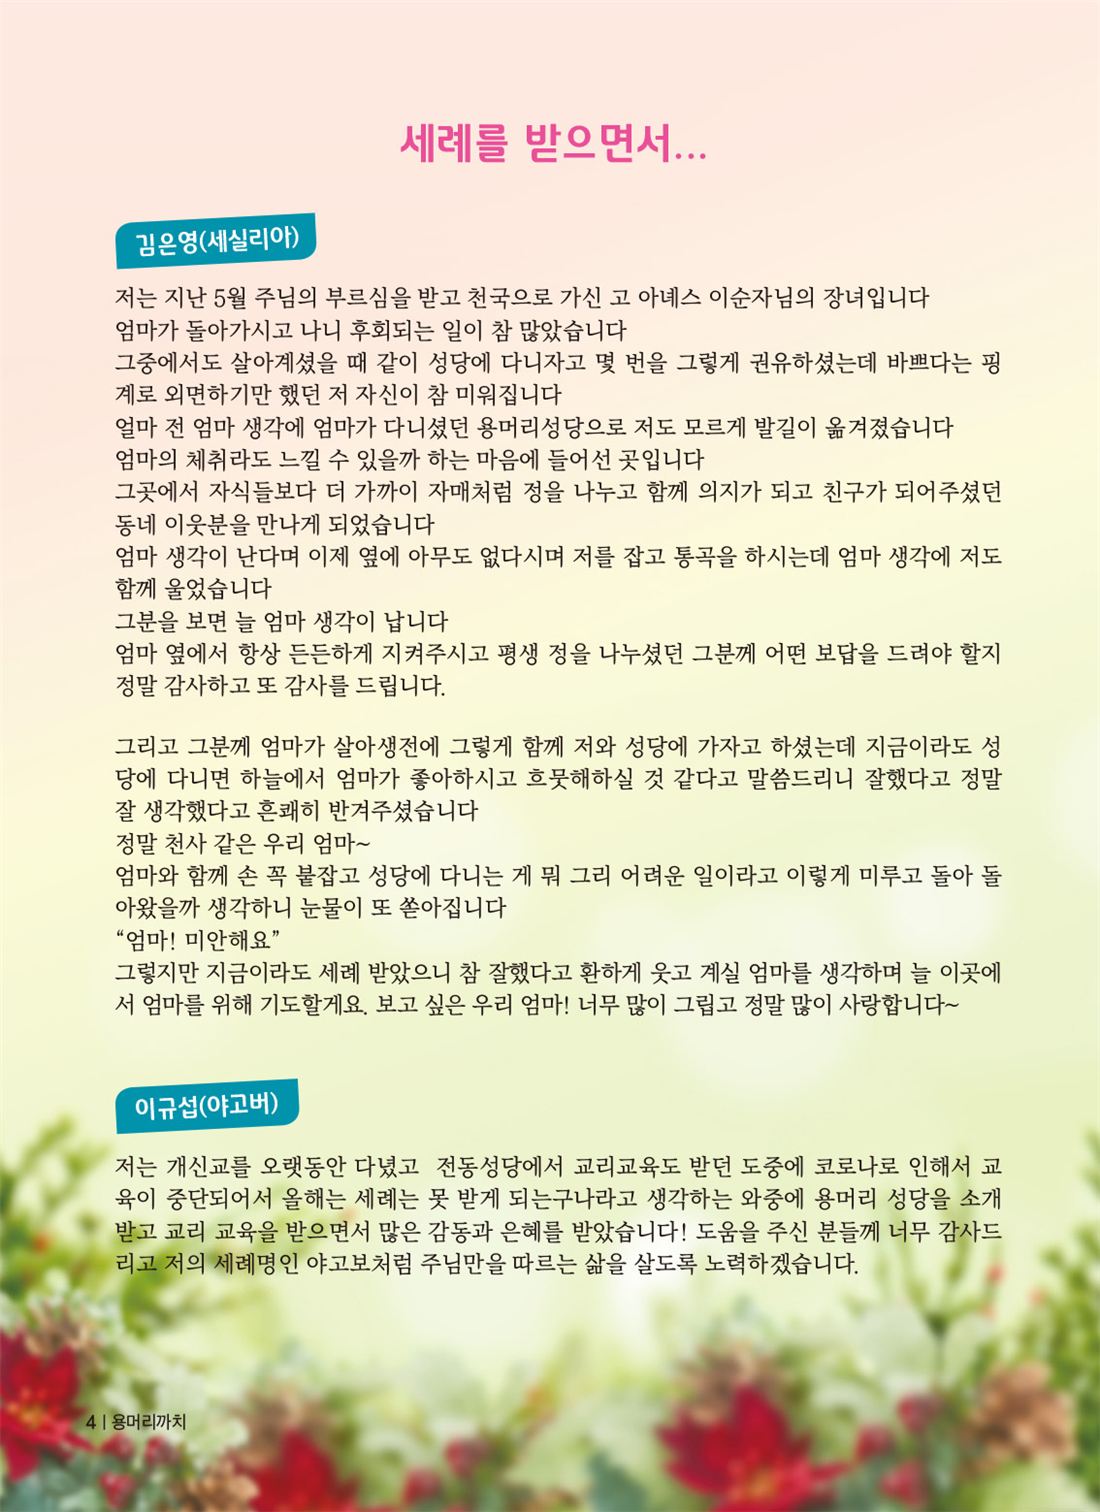 세례를 받으면서...
김은영(세실리아)
저는 지난 5월 주님의 부르심을 받고 천국으로 가신 고 아녜스 이순자님의 장녀입니다
엄마가 돌아가시고 나니 후회되는 일이 참 많았습니다
그중에서도 살아계셨을 때 같이 성당에 다니자고 몇 번을 그렇게 권유하셨는데 바쁘다는 핑
계로 외면하기만 했던 저 자신이 참 미워집니다
얼마 전 엄마 생각에 엄마가 다니셨던 용머리성당으로 저도 모르게 발길이 옮겨졌습니다
엄마의 체취라도 느낄 수 있을까 하는 마음에 들어선 곳입니다
그곳에서 자식들보다 더 가까이 자매처럼 정을 나누고 함께 의지가 되고 친구가 되어주셨던
동네 이웃분을 만나게 되었습니다
엄마 생각이 난다며 이제 옆에 아무도 없다시며 저를 잡고 통곡을 하시는데 엄마 생각에 저도
함께 울었습니다
그분을 보면 늘 엄마 생각이 납니다
엄마 옆에서 항상 든든하게 지켜주시고 평생 정을 나누셨던 그분께 어떤 보답을 드려야 할지
정말 감사하고 또 감사를 드립니다.
그리고 그분께 엄마가 살아생전에 그렇게 함께 저와 성당에 가자고 하셨는데 지금이라도 성
당에 다니면 하늘에서 엄마가 좋아하시고 흐뭇해하실 것 같다고 말씀드리니 잘했다고 정말
잘 생각했다고 흔쾌히 반겨주셨습니다
정말 천사 같은 우리 엄마~
엄마와 함께 손 꼭 붙잡고 성당에 다니는 게 뭐 그리 어려운 일이라고 이렇게 미루고 돌아 돌
아왔을까 생각하니 눈물이 또 쏟아집니다
“엄마! 미안해요”
그렇지만 지금이라도 세례 받았으니 참 잘했다고 환하게 웃고 계실 엄마를 생각하며 늘 이곳에
서 엄마를 위해 기도할게요. 보고 싶은 우리 엄마! 너무 많이 그립고 정말 많이 사랑합니다~
이규섭(야고버)
저는 개신교를 오랫동안 다녔고 전동성당에서 교리교육도 받던 도중에 코로나로 인해서 교
육이 중단되어서 올해는 세례는 못 받게 되는구나라고 생각하는 와중에 용머리 성당을 소개
받고 교리 교육을 받으면서 많은 감동과 은혜를 받았습니다! 도움을 주신 분들께 너무 감사드
리고 저의 세례명인 야고보처럼 주님만을 따르는 삶을 살도록 노력하겠습니다.
4 | 용머리까치